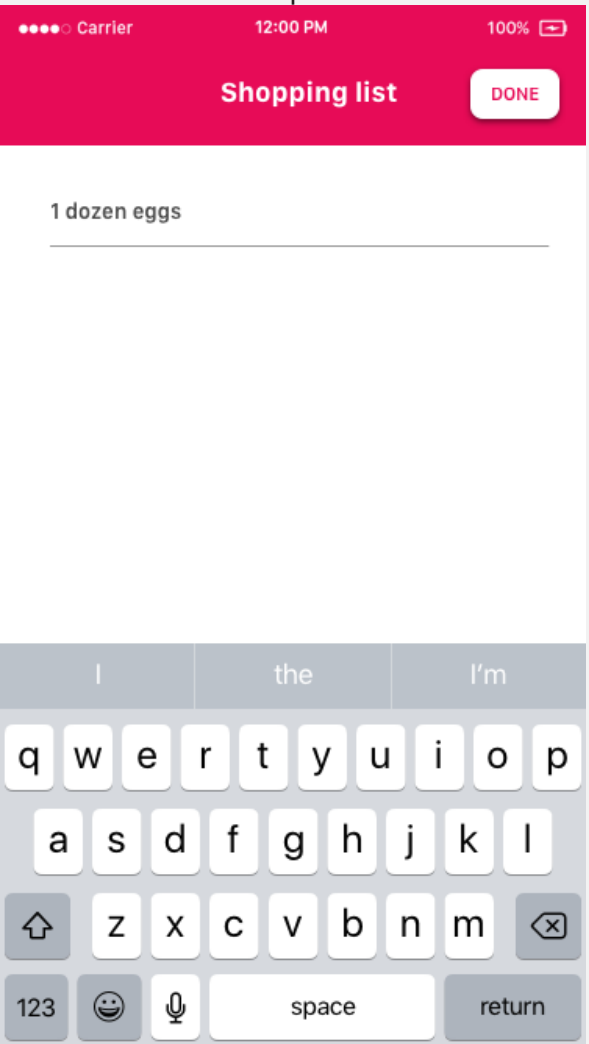 Carrier 12:00 PM 100%
Shopping list DONE
1 dozen eggs
I the I’m
q w e r t y u i o p
a s d f g h j k l
z x c v b n m
123 space return